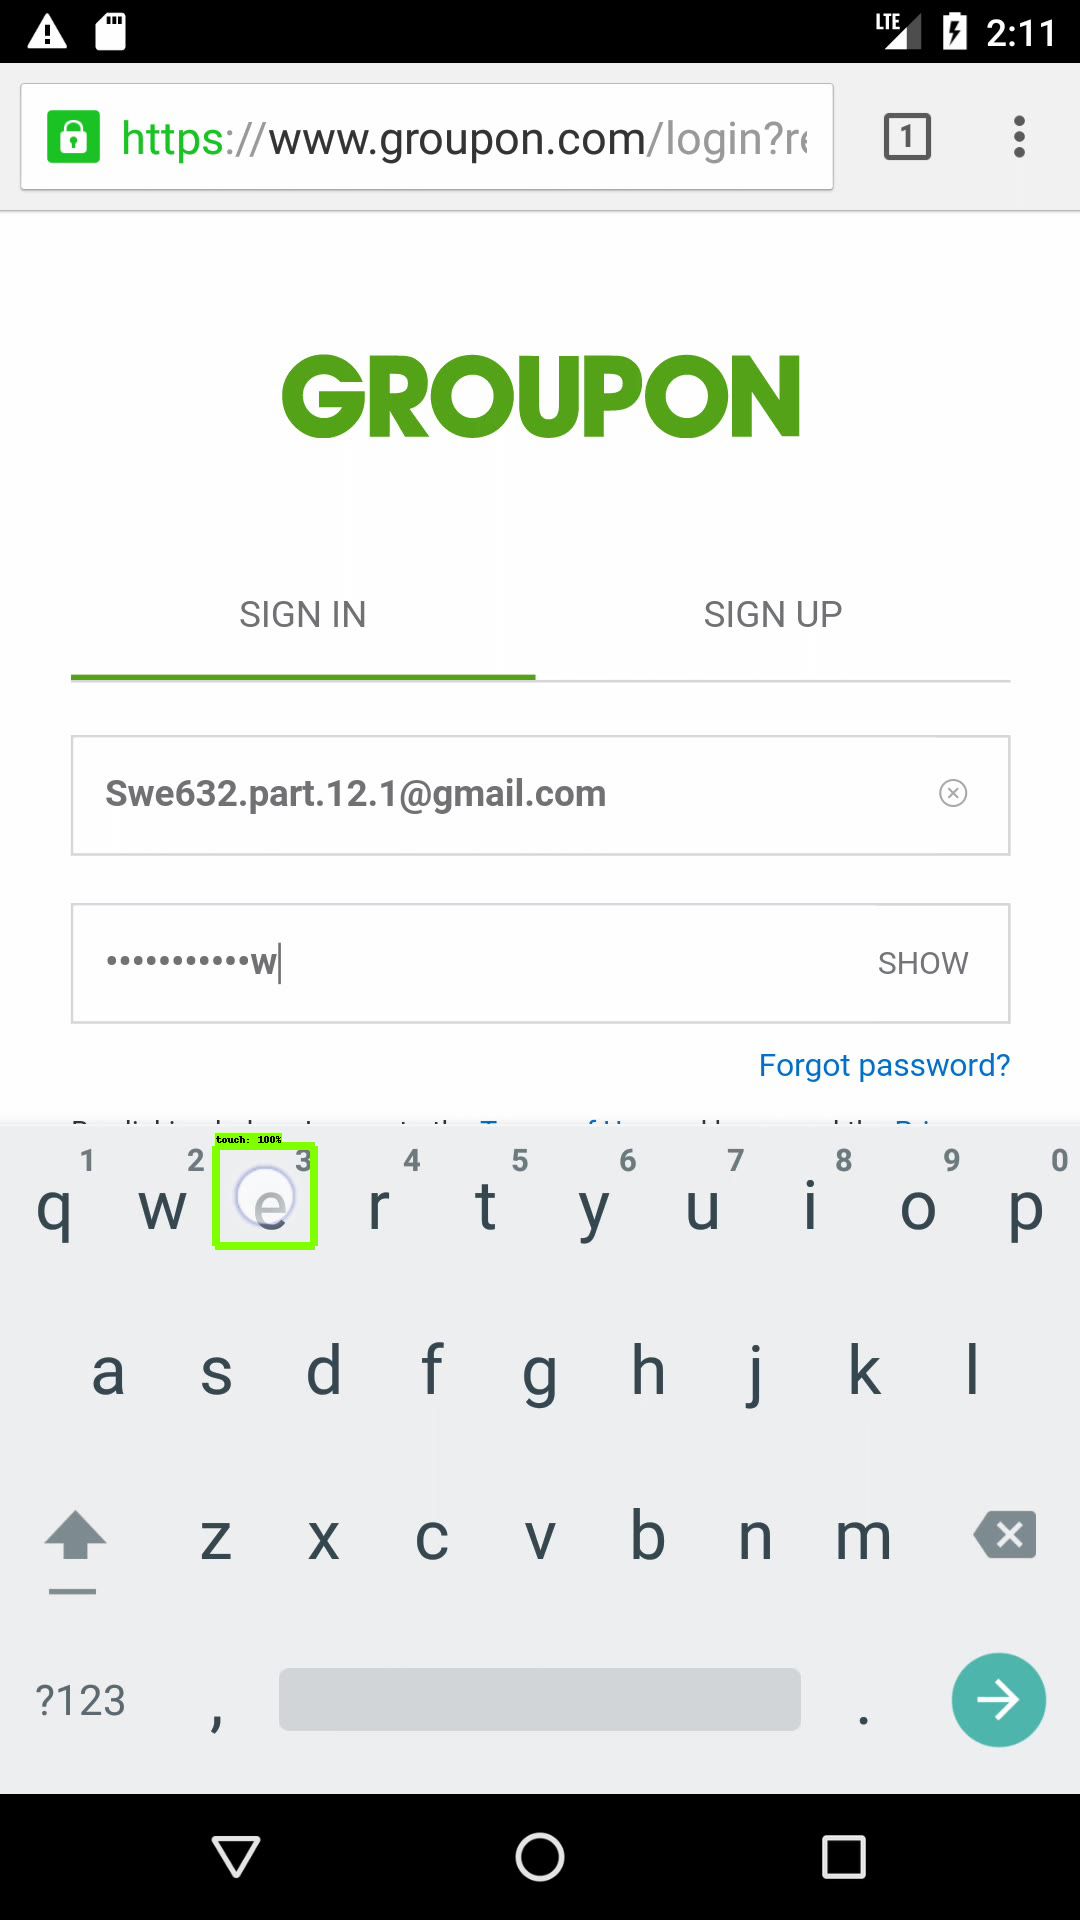 LTE 2:11
https://www.groupon.com/login?re
1
GROUPON
SIGN IN SIGN UP
Swe632.part.12.1@gmail.com
•••••••••••w SHOW
Forgot password?
touch: 100%
1 2 3 4 5 6 7 8 9 0
q w e r t y u i o p
a s d f g h j k l
z x c v b n m
?123 , .